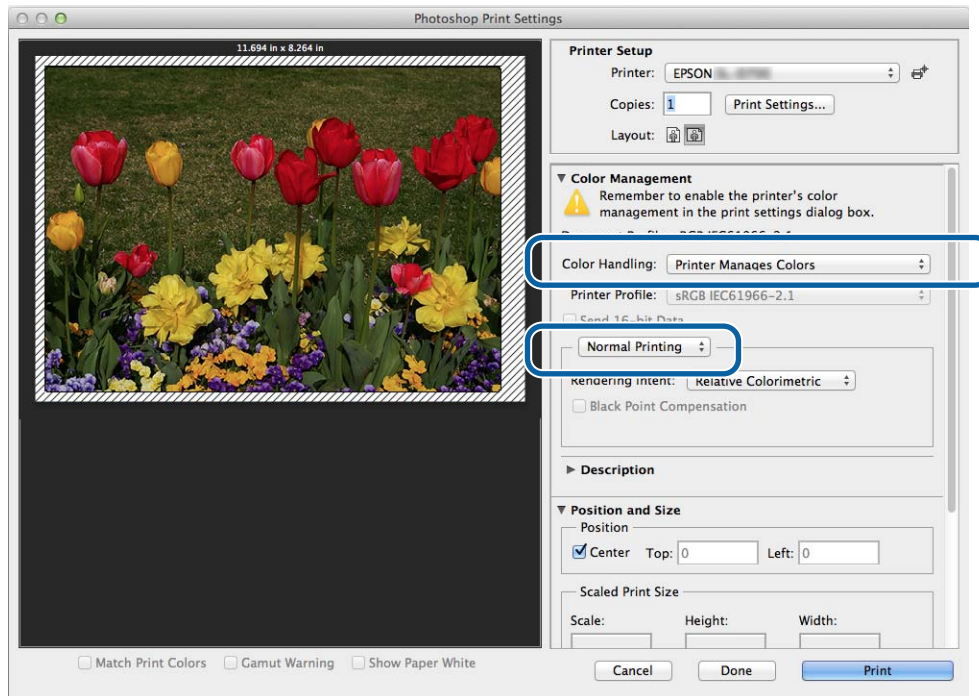 Photoshop Print Settings
11.694 in x 8.264 in
Printer Setup
Printer: EPSON
Copies: 1 Print Settings...
Layout:
Color Management
Remember to enable the printer's color
management in the print settings dialog box.
Color Handling: Printer Manages Colors
Printer Profile: sRGB IEC61966-2.1
Send 16-bit Data
Normal Printing
Rendering Intent: Relative Colorimetric
Black Point Compensation
Description
Position and Size
Position
Center Top: 0 Left: 0
Scaled Print Size
Scale: Height: Width:
Match Print Colors Gamut Warning Show Paper White
Cancel Done Print